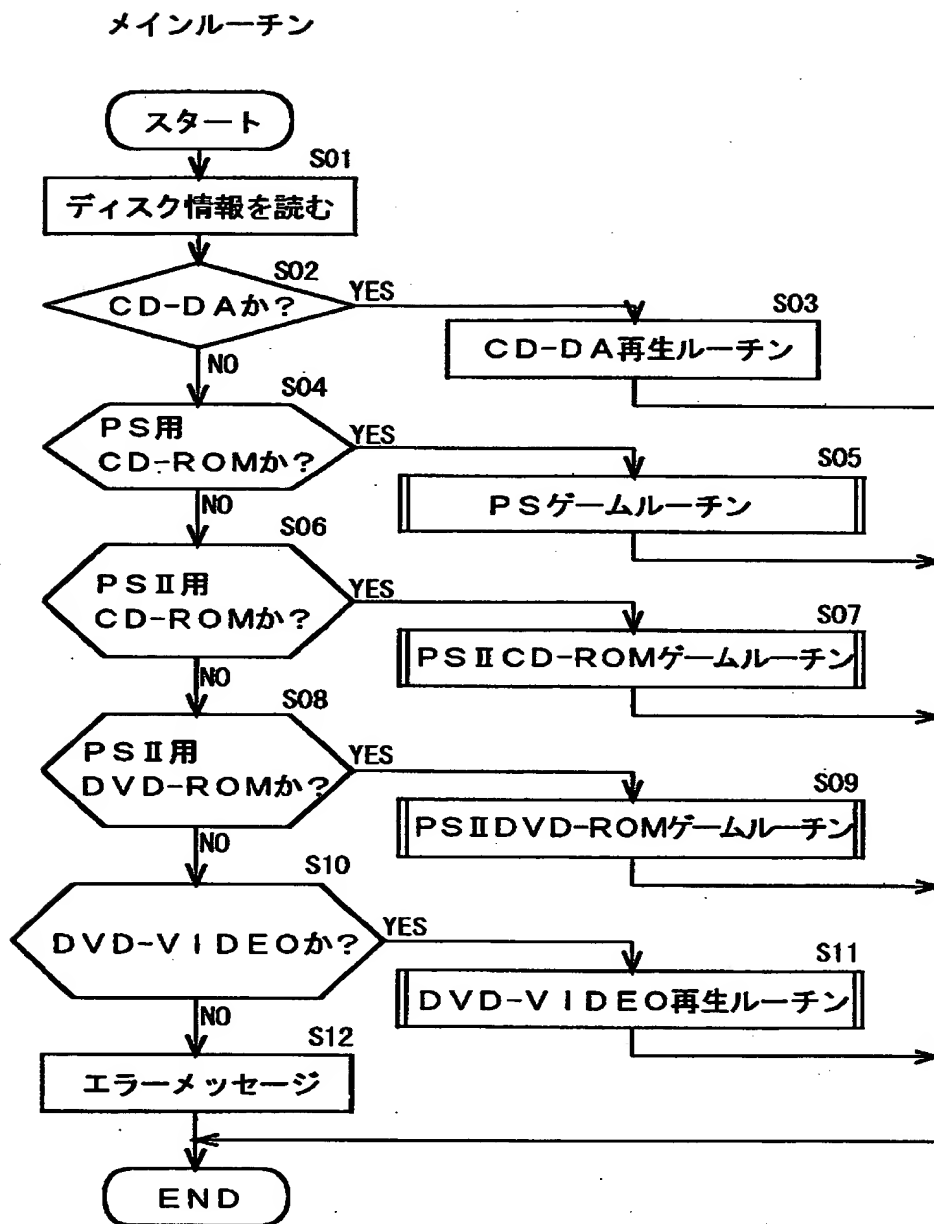 メインルーチン
スタート
S01
ディスク情報を読む
S02
CD-DAか?
YES
S03
CD-DA再生ルーチン
NO
S04
PS用
CD-ROMか?
YES
S05
PSゲームルーチン
NO
S06
PSⅡ用
CD-ROMか?
YES
S07
PSⅡCD-ROMゲームルーチン
NO
S08
PSⅡ用
DVD-ROMか?
YES
S09
PSⅡDVD-ROMゲームルーチン
NO
S10
DVD-VIDEOか?
YES
S11
DVD-VIDEO再生ルーチン
NO
S12
エラーメッセージ
END